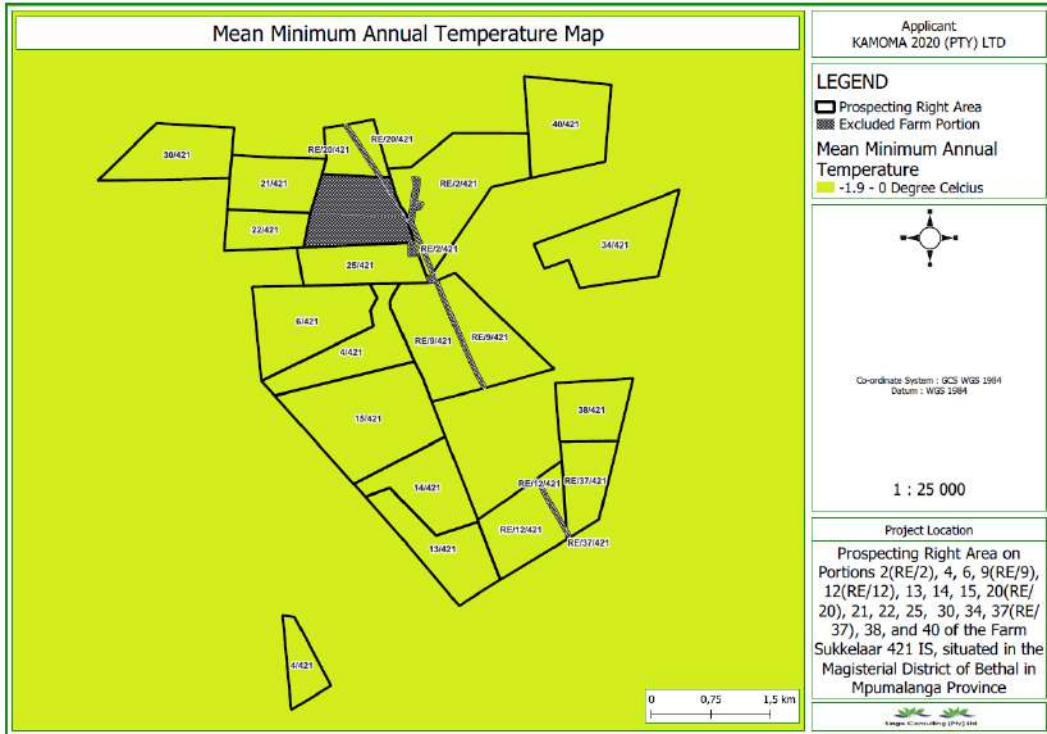 Mean Minimum Annual Temperature Map
30/421
RE/20/421
RE/20/421
40/421
21/421
RE/2/421
22/421
RE/2/421
34/421
25/421
6/421
4/421
RE/9/421
RE/9/421
15/421
38/421
14/421
RE/12/421
RE/37/421
RE/12/421
13/421
RE/37/421
4/421
0 0,75 1,5 km
Applicant
KAMOMA 2020 (PTY) LTD
LEGEND
Prospecting Right Area
Excluded Farm Portion
Mean Minimum Annual
Temperature
-1.9 - 0 Degree Celcius
Co-ordinate System : GCS WGS 1984
Datum : WGS 1984
1 : 25 000
Project Location
Prospecting Right Area on
Portions 2(RE/2), 4, 6, 9(RE/9),
12(RE/12), 13, 14, 15, 20(RE/
20), 21, 22, 25, 30, 34, 37(RE/
37), 38, and 40 of the Farm
Sukkelaar 421 IS, situated in the
Magisterial District of Bethal in
Mpumalanga Province
Consulting (Pty) ltd